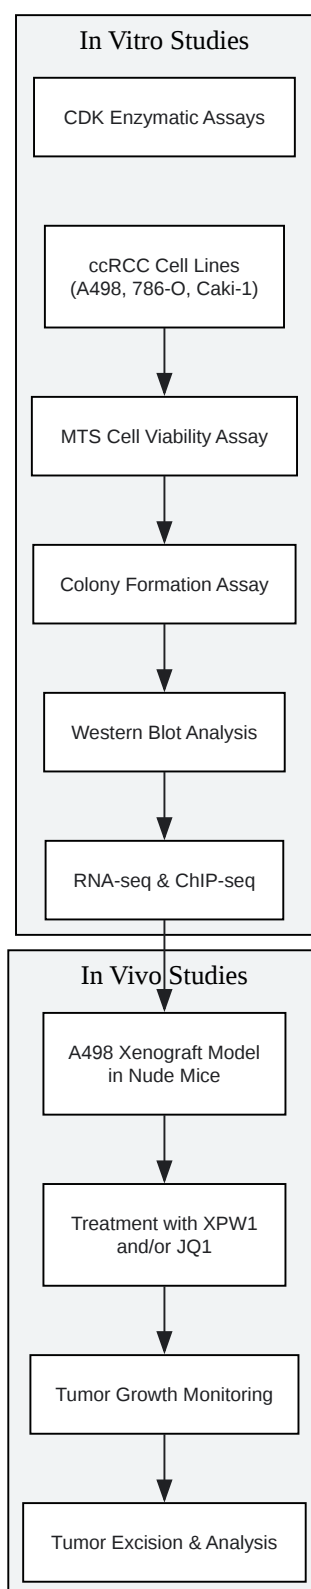 In Vitro Studies
CDK Enzymatic Assays
ccRCC Cell Lines
(A498, 786-O, Caki-1)
MTS Cell Viability Assay
Colony Formation Assay
Western Blot Analysis
RNA-seq & ChIP-seq
In Vivo Studies
A498 Xenograft Model
in Nude Mice
Treatment with XPW1
and/or JQ1
Tumor Growth Monitoring
Tumor Excision & Analysis